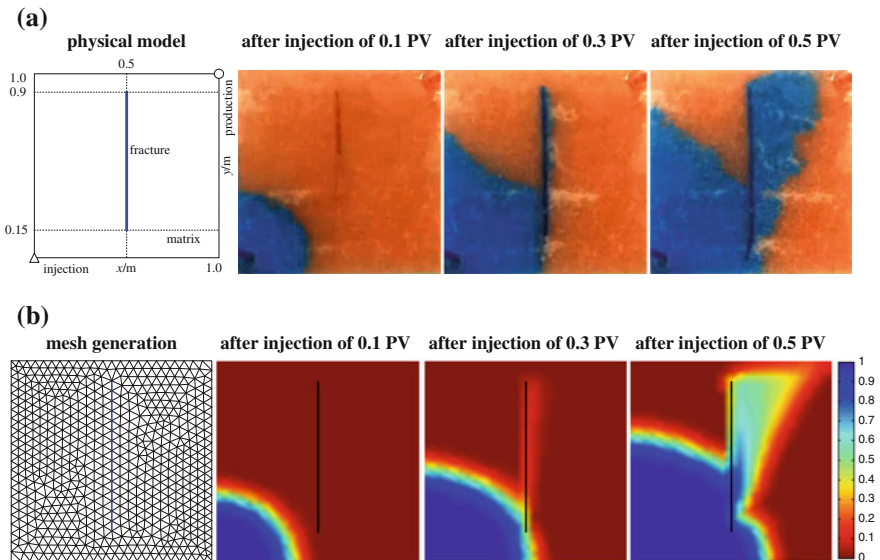 (a)
physical model
after injection of 0.1 PV
after injection of 0.3 PV
after injection of 0.5 PV
0.5
1.0
0.9
fracture
production
y/m
0.15
matrix
injection
x/m
1.0
(b)
mesh generation
after injection of 0.1 PV
after injection of 0.3 PV
after injection of 0.5 PV
1
0.9
0.8
0.7
0.6
0.5
0.4
0.3
0.2
0.1
0